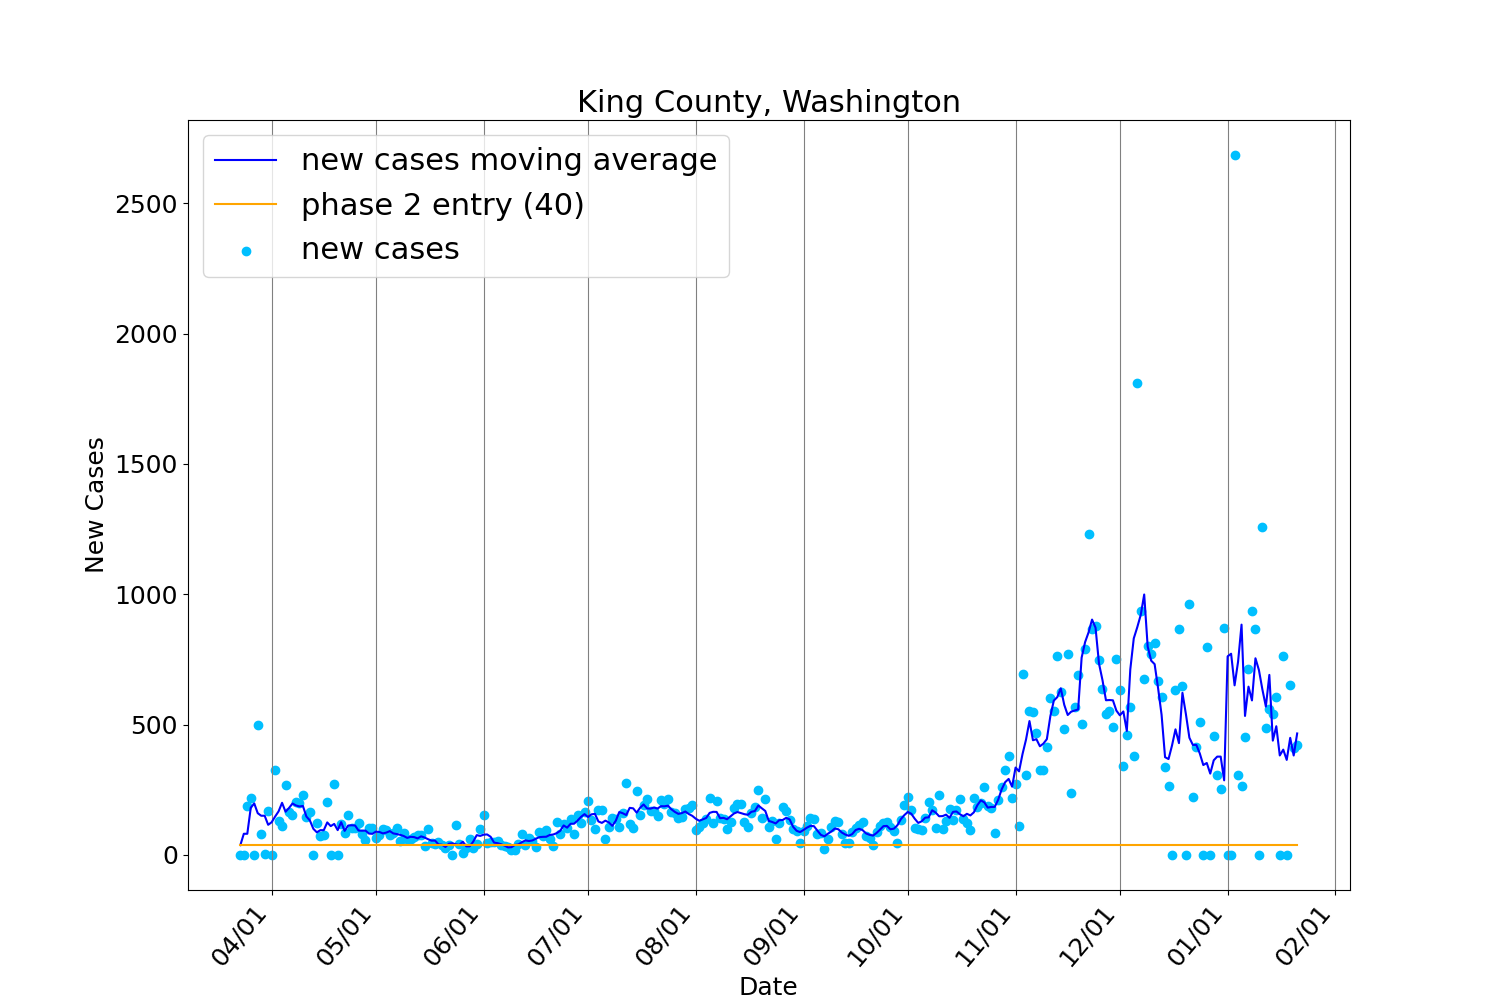 King County, Washington
new cases moving average
phase 2 entry (40)
new cases
2500
2000
1500
1000
500
0
New Cases
04/01
05/01
06/01
07/01
08/01
09/01
10/01
11/01
12/01
01/01
02/01
Date